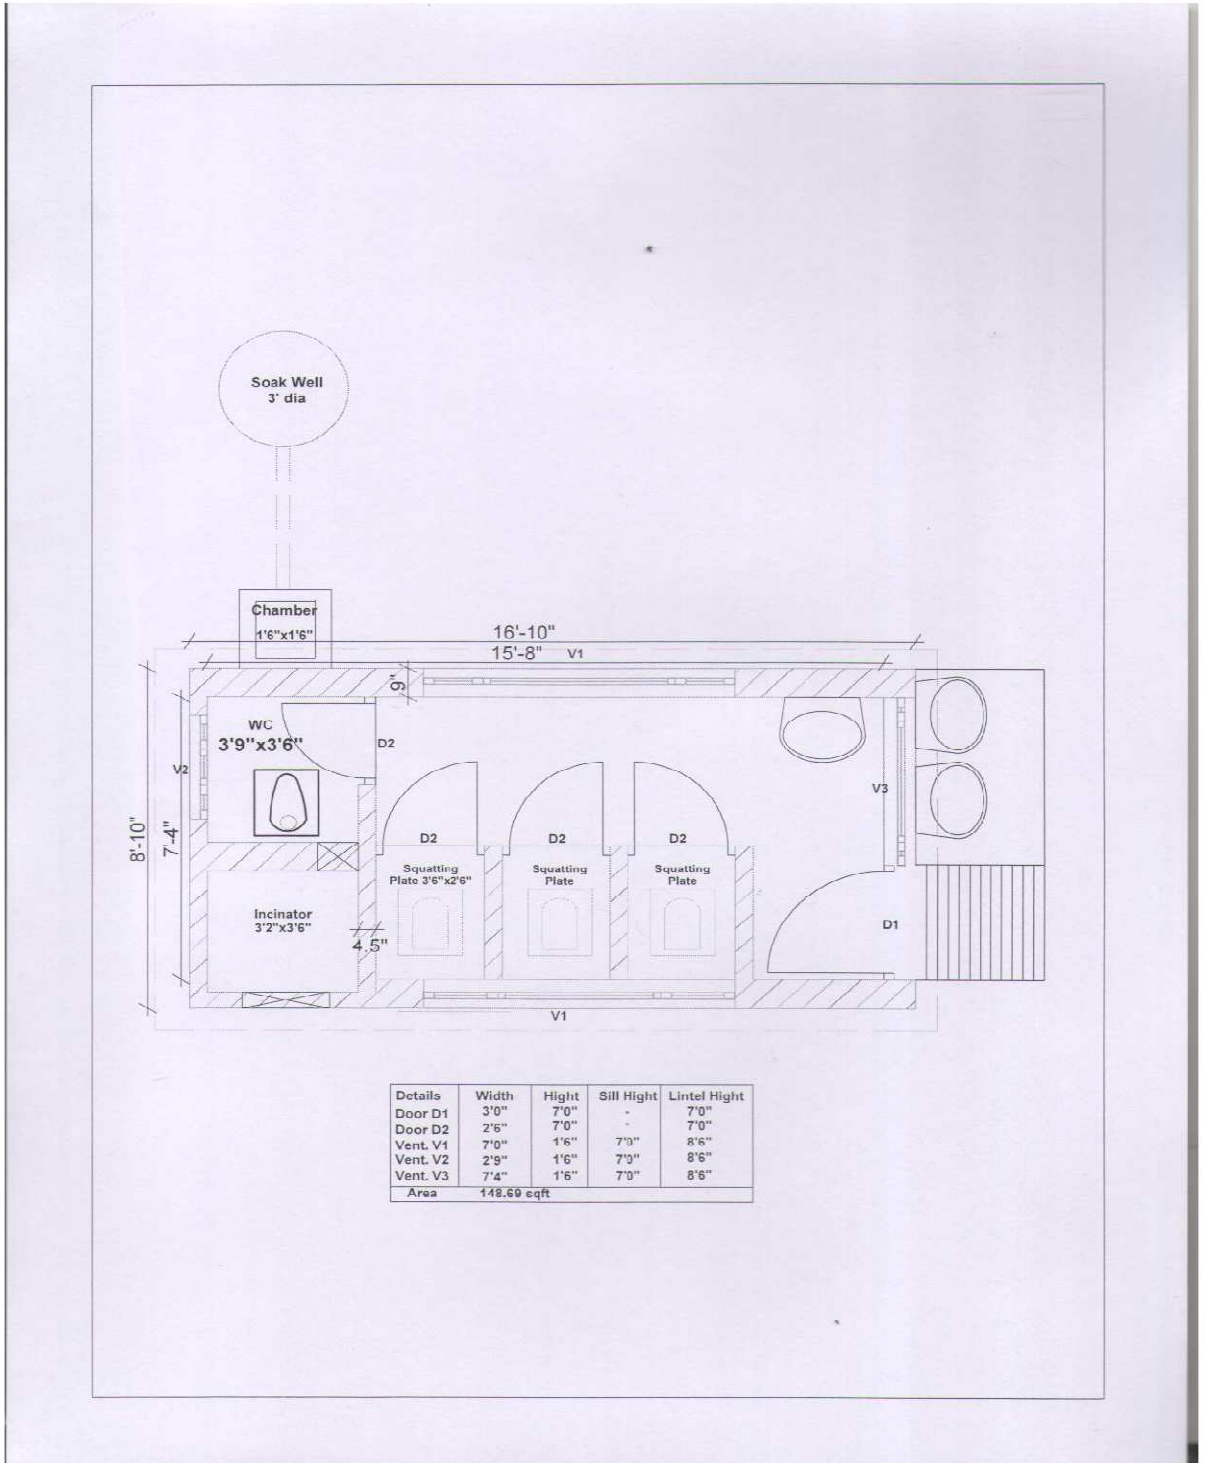 Soak Well
3' dia
Chamber
1'6"x1'6"
16'-10"
15'-8" V1
9"
WC
3'9"x3'6"
D2
V2
V3
8'-10"
7'-4"
D2 D2 D2
Squatting Squatting Squatting
Plate 3'6"x2'6" Plate Plate
Incinator
3'2"x3'6"
4.5"
D1
V1
Details Width Hight Sill Hight Lintel Hight
Door D1 3'0" 7'0" - 7'0"
Door D2 2'6" 7'0" - 7'0"
Vent. V1 7'0" 1'6" 7'0" 8'6"
Vent. V2 2'9" 1'6" 7'0" 8'6"
Vent. V3 7'4" 1'6" 7'0" 8'6"
Area 148.69 sqft